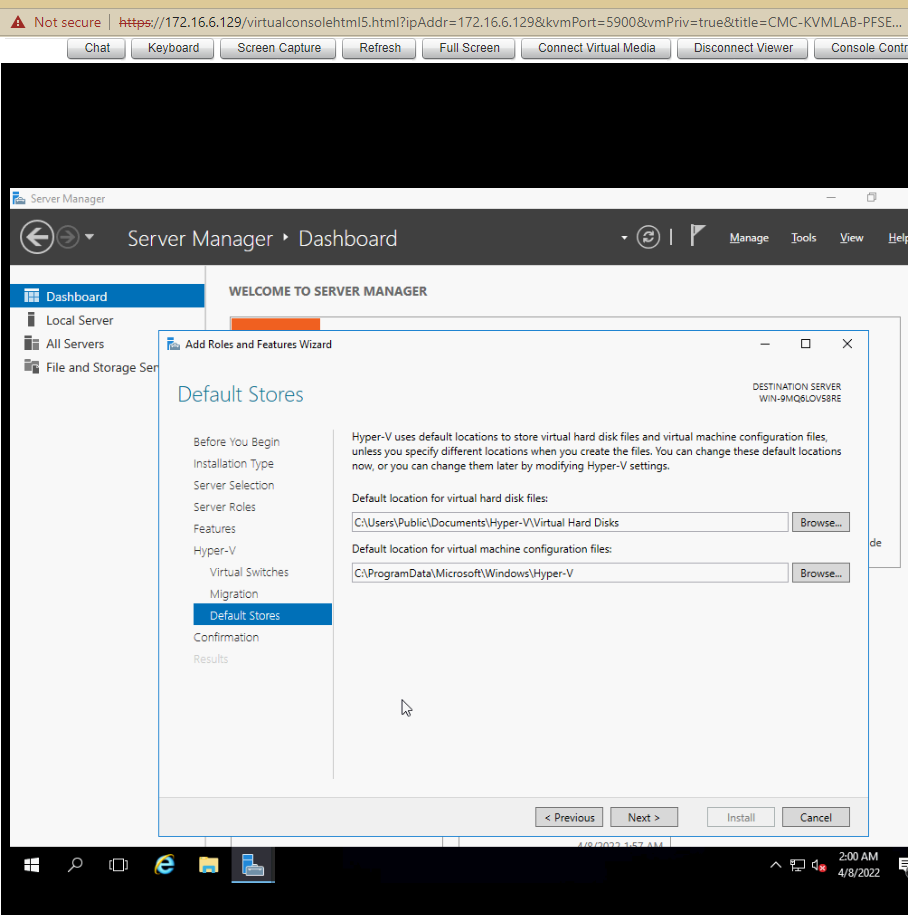 Not secure | https://172.16.6.129/virtualconsolehtml5.html?ipAddr=172.16.6.129&kvmPort=5900&vmPriv=true&title=CMC-KVMLAB-PFSE...
Chat Keyboard Screen Capture Refresh Full Screen Connect Virtual Media Disconnect Viewer Console Contr
Server Manager
Server Manager ‣ Dashboard
Manage Tools View Help
Dashboard
Local Server
All Servers
File and Storage Ser
WELCOME TO SERVER MANAGER
Add Roles and Features Wizard
Default Stores
DESTINATION SERVER
WIN-9MQ6LOV58RE
Before You Begin
Installation Type
Server Selection
Server Roles
Features
Hyper-V
Virtual Switches
Migration
Default Stores
Confirmation
Results
Hyper-V uses default locations to store virtual hard disk files and virtual machine configuration files,
unless you specify different locations when you create the files. You can change these default locations
now, or you can change them later by modifying Hyper-V settings.
Default location for virtual hard disk files:
C:\Users\Public\Documents\Hyper-V\Virtual Hard Disks Browse...
Default location for virtual machine configuration files:
C:\ProgramData\Microsoft\Windows\Hyper-V Browse...
de
< Previous Next > Install Cancel
4/8/2022 1:57 AM
2:00 AM
4/8/2022